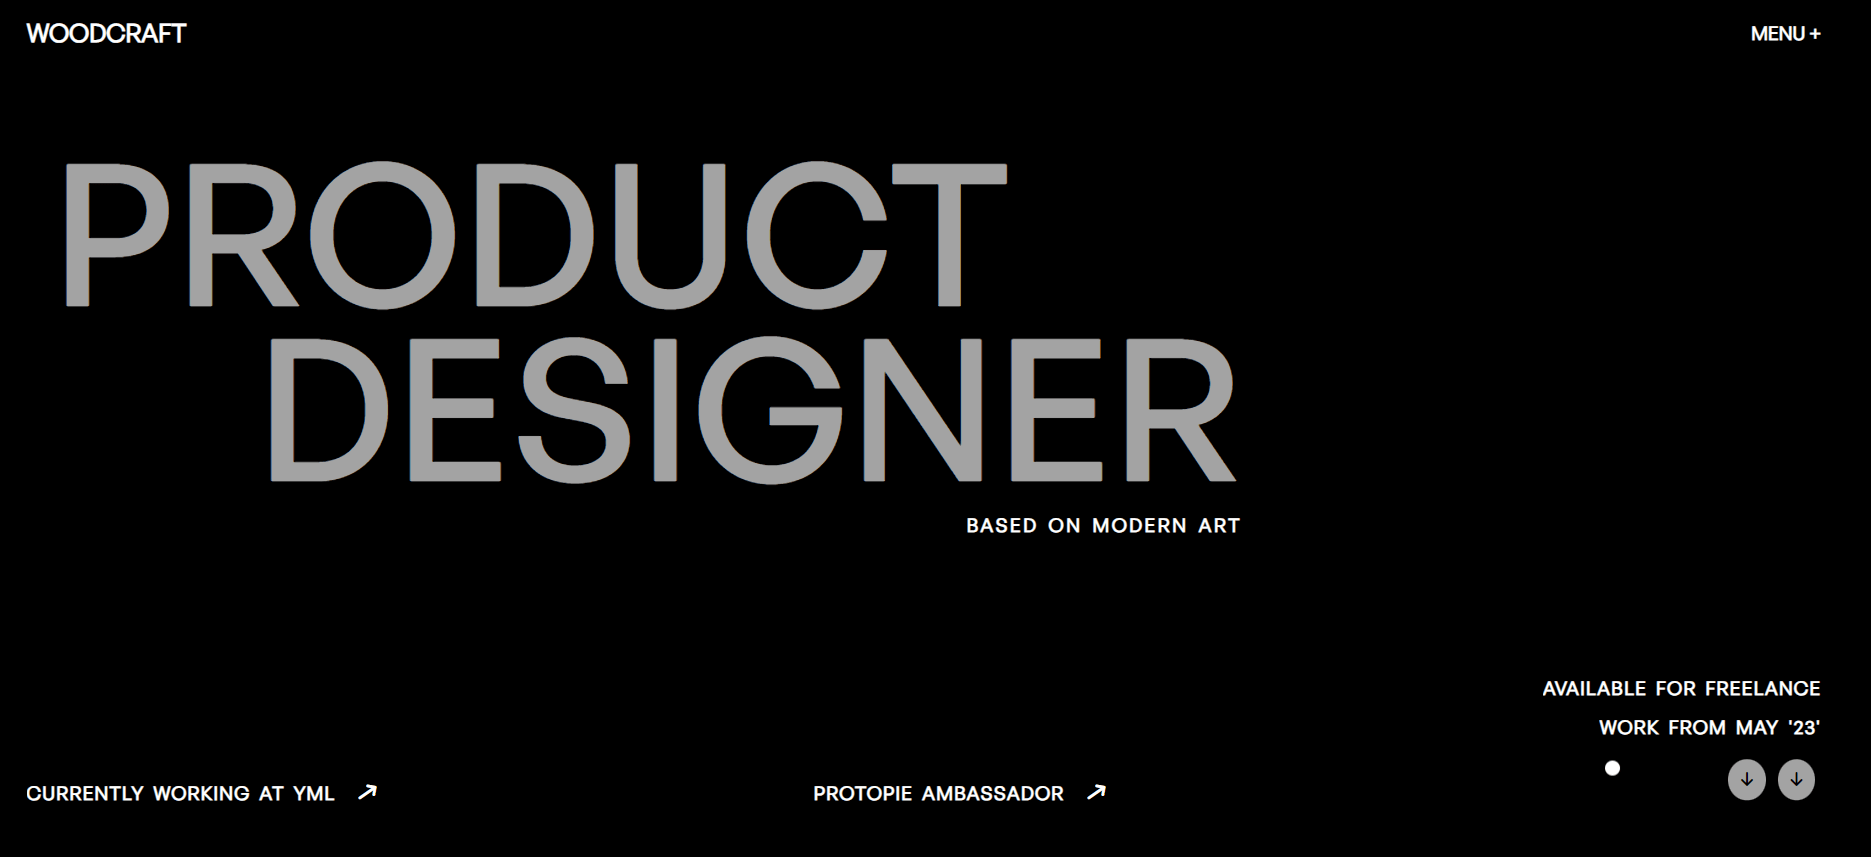 WOODCRAFT
MENU +
PRODUCT
DESIGNER
BASED ON MODERN ART
AVAILABLE FOR FREELANCE
WORK FROM MAY '23'
CURRENTLY WORKING AT YML ↗
PROTOPIE AMBASSADOR ↗